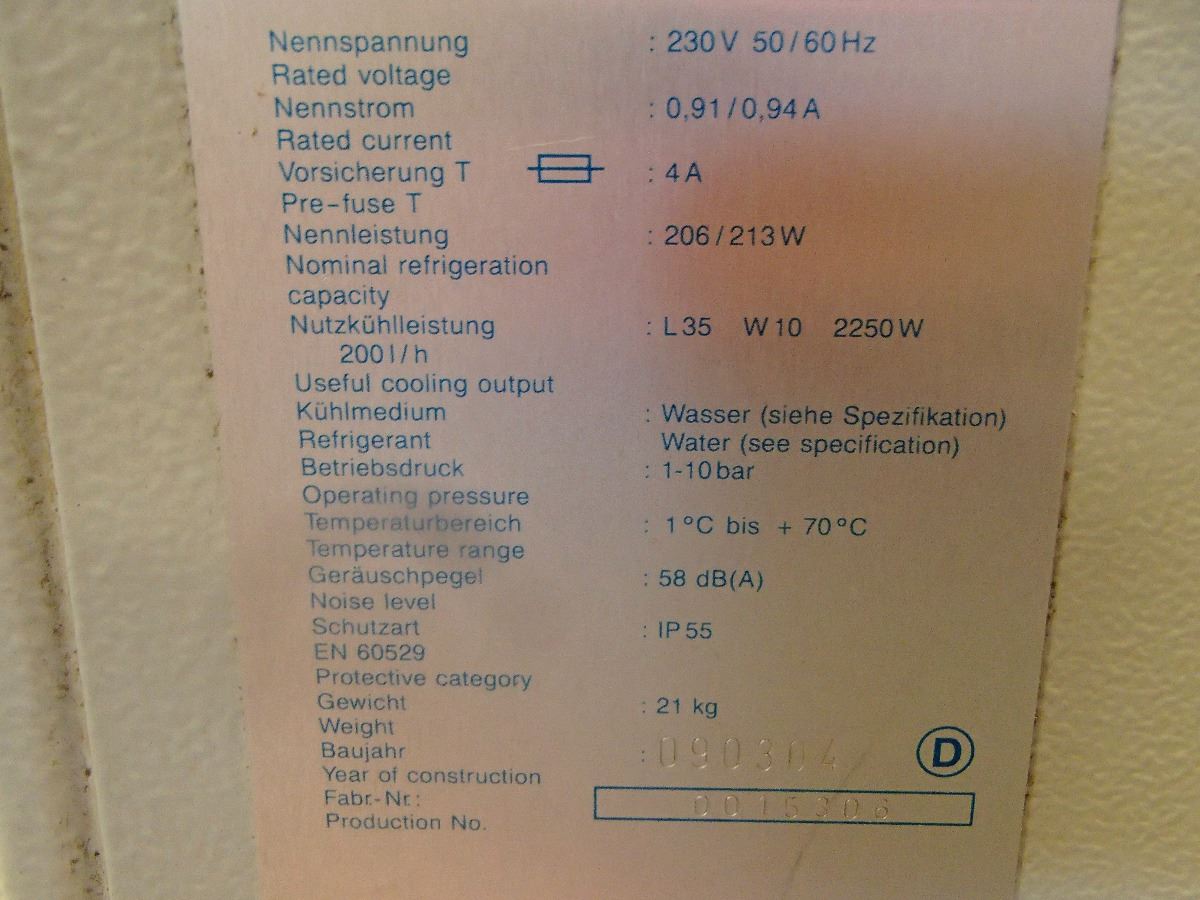 Nennspannung : 230 V 50/60 Hz
Rated voltage
Nennstrom : 0,91/0,94 A
Rated current
Vorsicherung T : 4 A
Pre-fuse T
Nennleistung : 206/213 W
Nominal refrigeration
capacity
Nutzkühlleistung : L 35 W 10 2250 W
200 l/h
Useful cooling output
Kühlmedium : Wasser (siehe Spezifikation)
Refrigerant Water (see specification)
Betriebsdruck : 1-10 bar
Operating pressure
Temperaturbereich : 1 °C bis + 70 °C
Temperature range
Geräuschpegel : 58 dB(A)
Noise level
Schutzart : IP 55
EN 60529
Protective category
Gewicht : 21 kg
Weight
Baujahr : 090304 D
Year of construction
Fabr.-Nr.: 0015306
Production No.